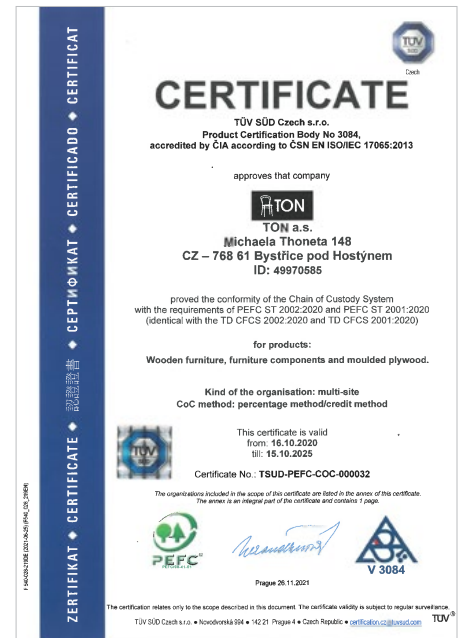 TÜV
SÜD
Czech
CERTIFICATE
TÜV SÜD Czech s.r.o.
Product Certification Body No 3084,
accredited by ČIA according to ČSN EN ISO/IEC 17065:2013
approves that company
TON
TON a.s.
Michaela Thoneta 148
CZ – 768 61 Bystřice pod Hostýnem
ID: 49970585
proved the conformity of the Chain of Custody System
with the requirements of PEFC ST 2002:2020 and PEFC ST 2001:2020
(identical with the TD CFCS 2002:2020 and TD CFCS 2001:2020)
for products:
Wooden furniture, furniture components and moulded plywood.
Kind of the organisation: multi-site
CoC method: percentage method/credit method
This certificate is valid
from: 16.10.2020
till: 15.10.2025
TÜV
Certificate No.: TSUD-PEFC-COC-000032
The organizations included in the scope of this certificate are listed in the annex of this certificate.
The annex is an integral part of the certificate and contains 1 page.
PEFC
V 3084
Prague 26.11.2021
The certification relates only to the scope described in this document. The certificate validity is subject to regular surveillance.
TÜV SÜD Czech s.r.o. • Novodvorská 994 • 142 21 Prague 4 • Czech Republic • certification.cz@tuvsud.com
TÜV®
ZERTIFIKAT ◆ CERTIFICATE ◆ 認證證書 ◆ СЕРТИФИКАТ ◆ CERTIFICADO ◆ CERTIFICAT